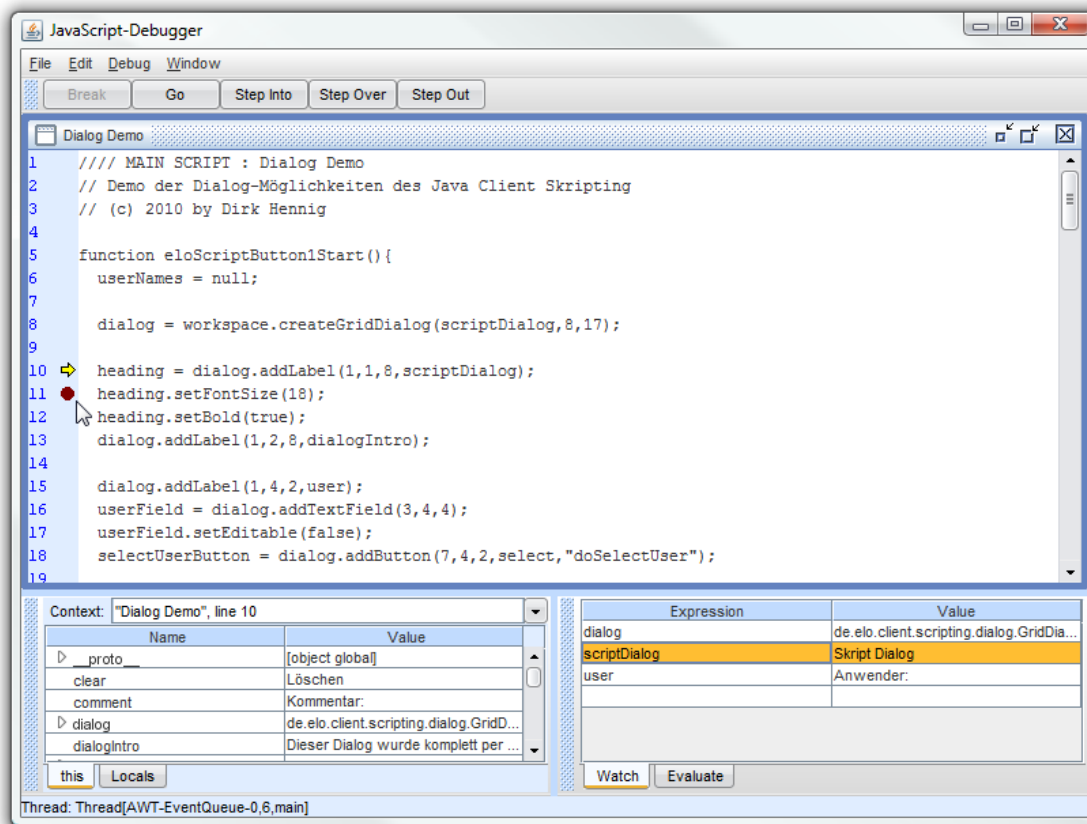 JavaScript-Debugger
File Edit Debug Window
Break Go Step Into Step Over Step Out
Dialog Demo
1 //// MAIN SCRIPT : Dialog Demo
2 // Demo der Dialog-Möglichkeiten des Java Client Skripting
3 // (c) 2010 by Dirk Hennig
4
5 function eloScriptButton1Start(){
6 userNames = null;
7
8 dialog = workspace.createGridDialog(scriptDialog,8,17);
9
10 heading = dialog.addLabel(1,1,8,scriptDialog);
11 heading.setFontSize(18);
12 heading.setBold(true);
13 dialog.addLabel(1,2,8,dialogIntro);
14
15 dialog.addLabel(1,4,2,user);
16 userField = dialog.addTextField(3,4,4);
17 userField.setEditable(false);
18 selectUserButton = dialog.addButton(7,4,2,select,"doSelectUser");
19
Context: "Dialog Demo", line 10
Name Value
__proto__ [object global]
clear Löschen
comment Kommentar:
dialog de.elo.client.scripting.dialog.GridD...
dialogIntro Dieser Dialog wurde komplett per ...
this Locals
Expression Value
dialog de.elo.client.scripting.dialog.GridDia...
scriptDialog Skript Dialog
user Anwender:
Watch Evaluate
Thread: Thread[AWT-EventQueue-0,6,main]